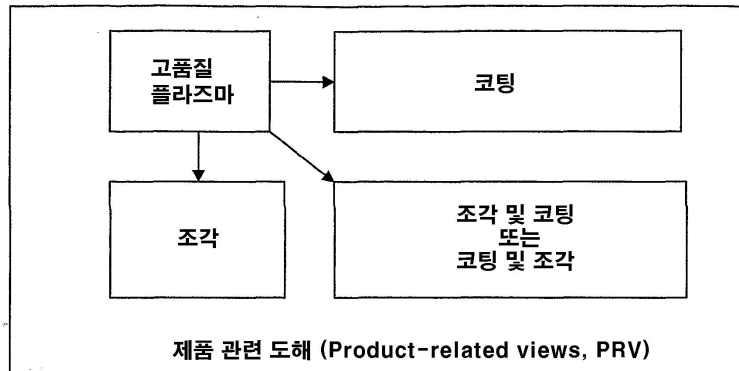 고품질
플라즈마
코팅
조각
조각 및 코팅
또는
코팅 및 조각
제품 관련 도해 (Product-related views, PRV)